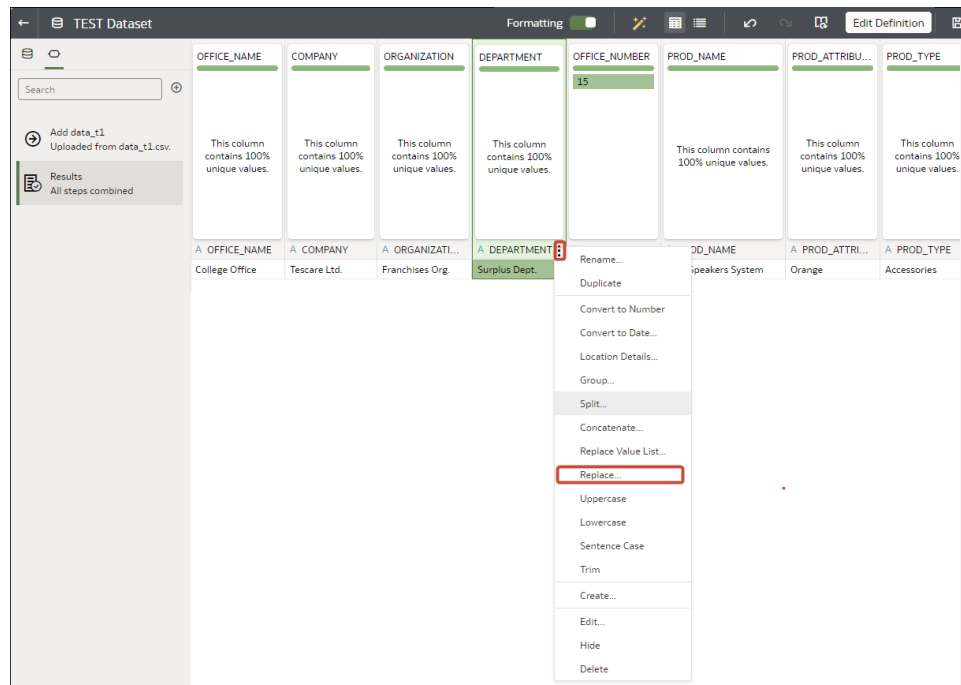 TEST Dataset
Formatting
Edit Definition
Search
Add data_t1
Uploaded from data_t1.csv.
Results
All steps combined
OFFICE_NAME COMPANY ORGANIZATION DEPARTMENT OFFICE_NUMBER PROD_NAME PROD_ATTRIBU... PROD_TYPE
15
This column
contains 100%
unique values.
This column
contains 100%
unique values.
This column
contains 100%
unique values.
This column
contains 100%
unique values.
This column contains
100% unique values.
This column
contains 100%
unique values.
This column
contains 100%
unique values.
A OFFICE_NAME A COMPANY A ORGANIZATI... A DEPARTMENT OD_NAME A PROD_ATTRI... A PROD_TYPE
College Office Tescare Ltd. Franchises Org. Surplus Dept. Speakers System Orange Accessories
Rename...
Duplicate
Convert to Number
Convert to Date...
Location Details...
Group...
Split...
Concatenate...
Replace Value List...
Replace...
Uppercase
Lowercase
Sentence Case
Trim
Create...
Edit...
Hide
Delete